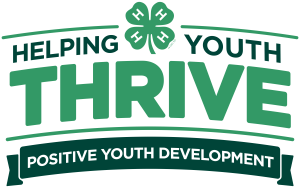 H H
H H
HELPING YOUTH
THRIVE
POSITIVE YOUTH DEVELOPMENT